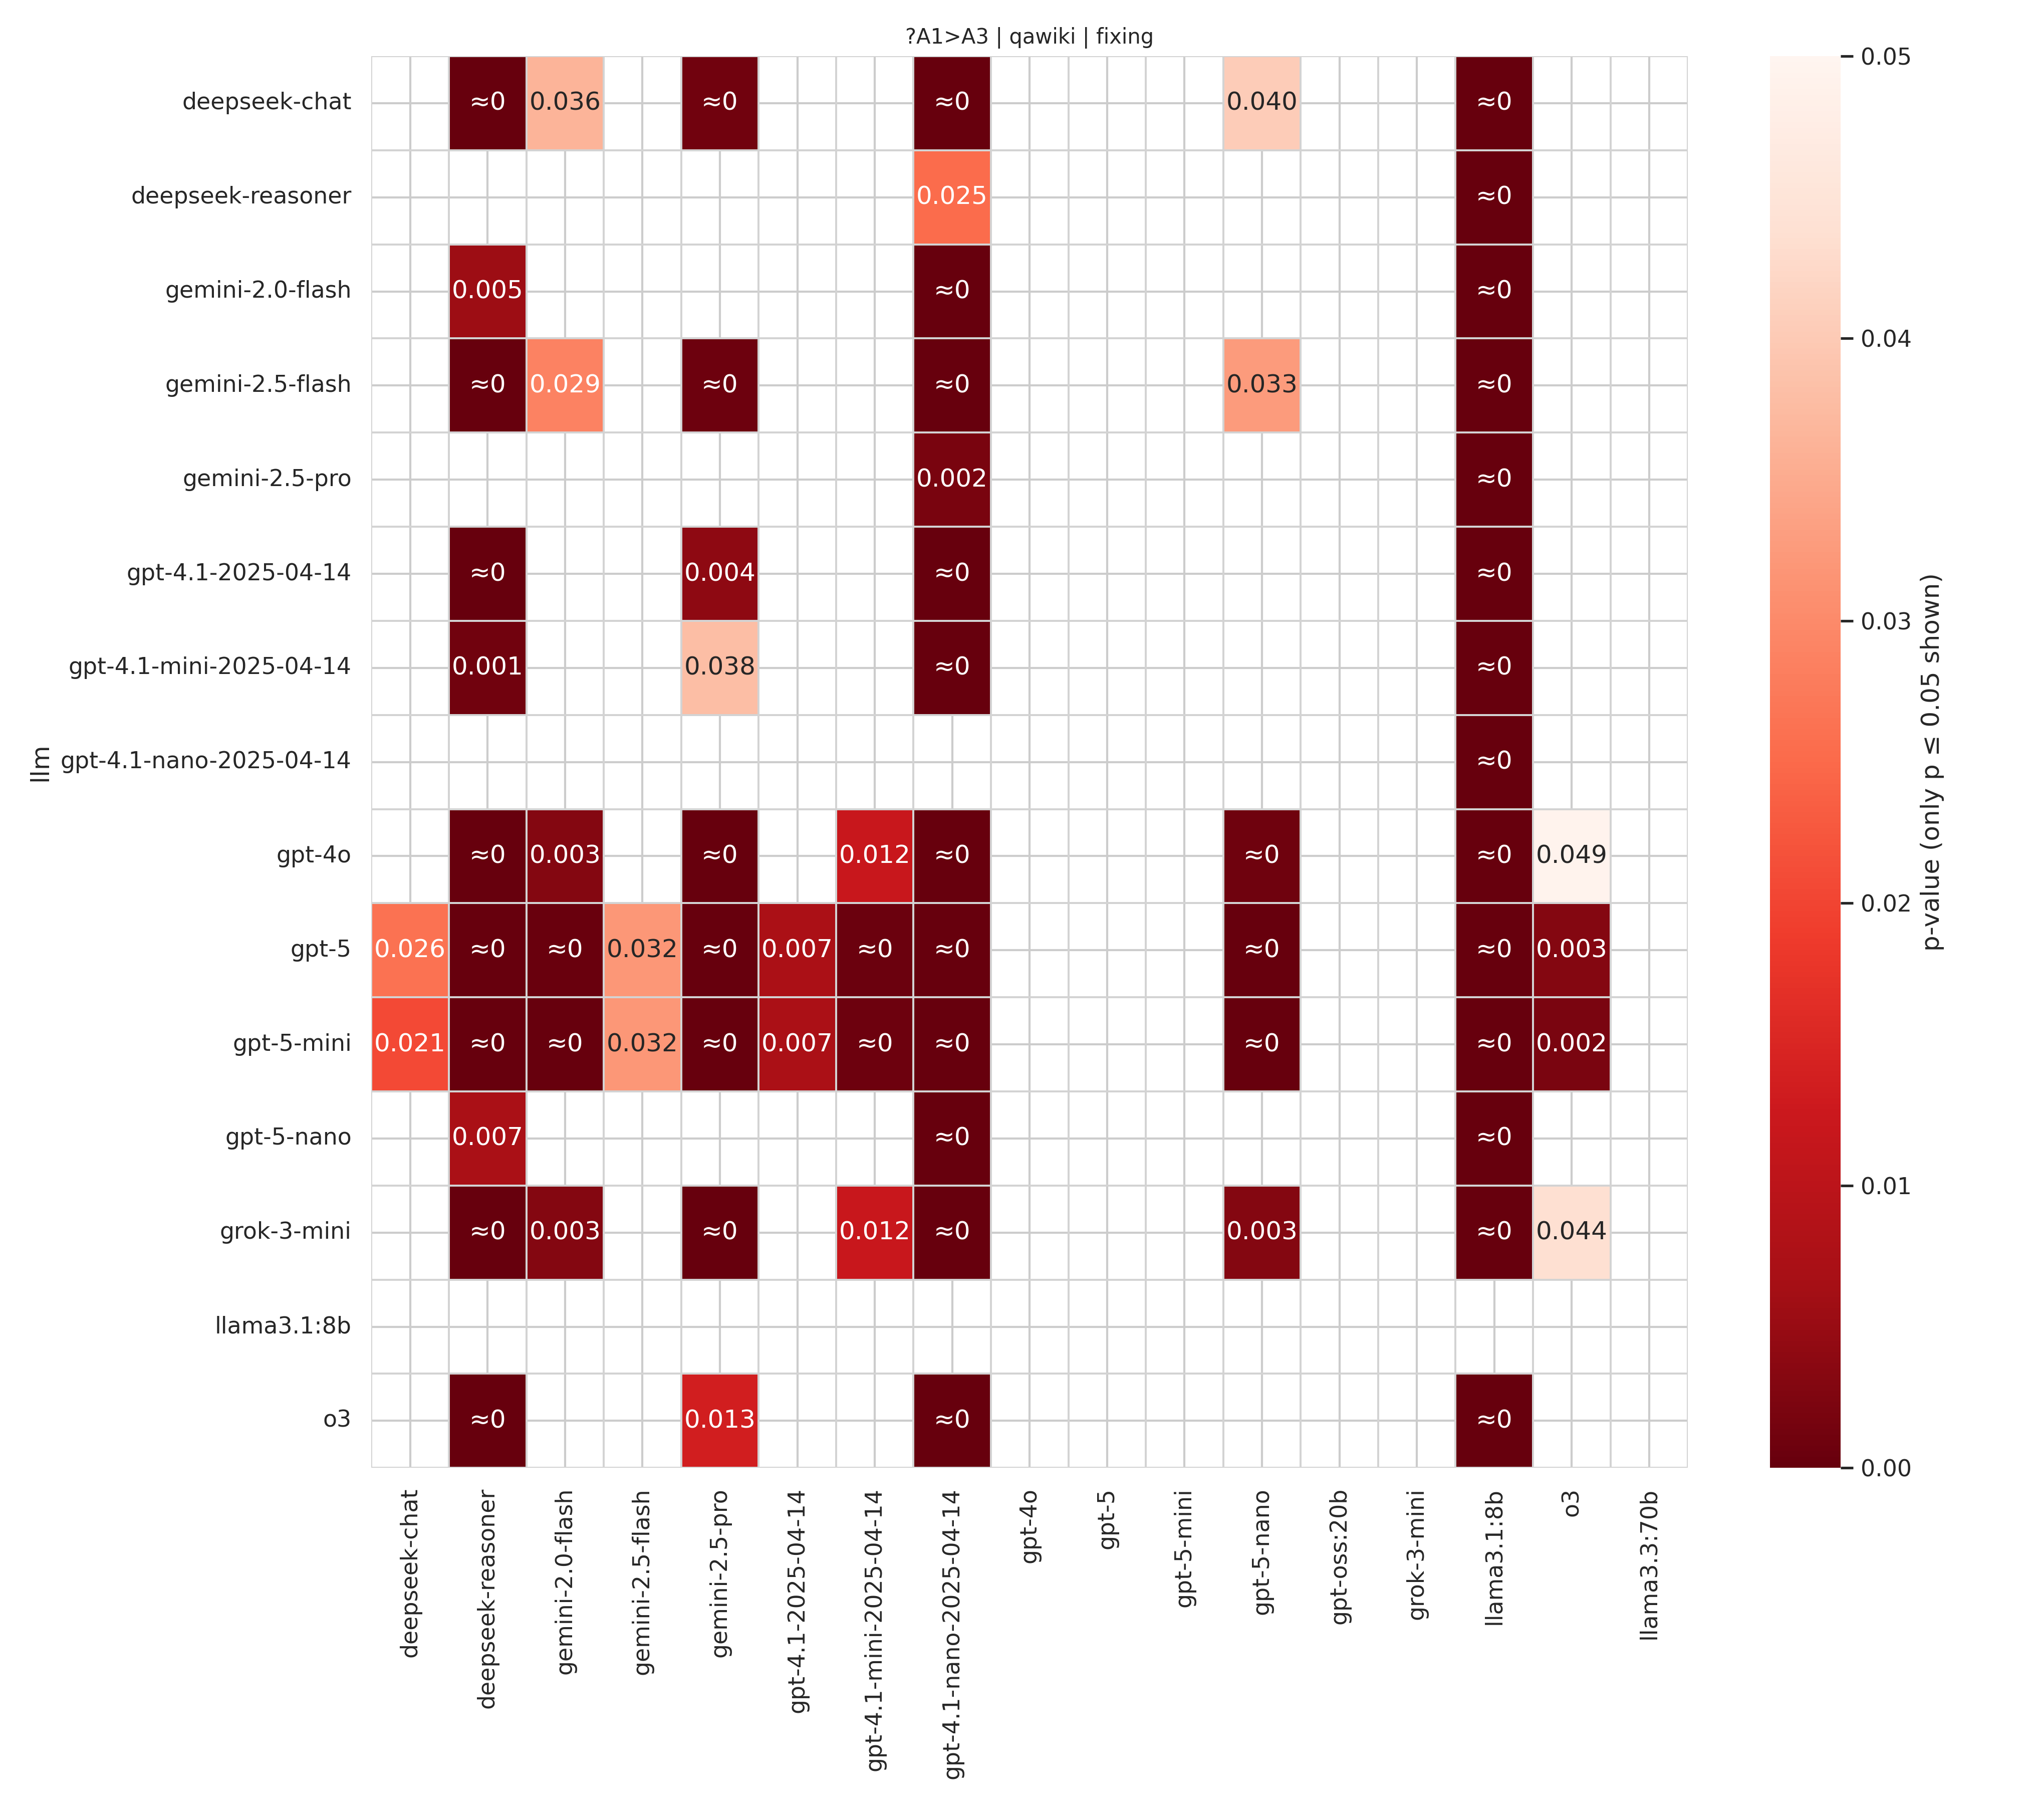 ?A1>A3 | qawiki | fixing
deepseek-chat ≈0 0.036 ≈0 ≈0 0.040 ≈0
deepseek-reasoner 0.025 ≈0
gemini-2.0-flash 0.005 ≈0 ≈0
gemini-2.5-flash ≈0 0.029 ≈0 ≈0 0.033 ≈0
gemini-2.5-pro 0.002 ≈0
gpt-4.1-2025-04-14 ≈0 0.004 ≈0 ≈0
gpt-4.1-mini-2025-04-14 0.001 0.038 ≈0 ≈0
gpt-4.1-nano-2025-04-14 ≈0
gpt-4o ≈0 0.003 ≈0 0.012 ≈0 ≈0 ≈0 0.049
gpt-5 0.026 ≈0 ≈0 0.032 ≈0 0.007 ≈0 ≈0 ≈0 ≈0 0.003
gpt-5-mini 0.021 ≈0 ≈0 0.032 ≈0 0.007 ≈0 ≈0 ≈0 ≈0 0.002
gpt-5-nano 0.007 ≈0 ≈0
grok-3-mini ≈0 0.003 ≈0 0.012 ≈0 0.003 ≈0 0.044
llama3.1:8b
o3 ≈0 0.013 ≈0 ≈0
llm
deepseek-chat
deepseek-reasoner
gemini-2.0-flash
gemini-2.5-flash
gemini-2.5-pro
gpt-4.1-2025-04-14
gpt-4.1-mini-2025-04-14
gpt-4.1-nano-2025-04-14
gpt-4o
gpt-5
gpt-5-mini
gpt-5-nano
gpt-oss:20b
grok-3-mini
llama3.1:8b
o3
llama3.3:70b
0.05
0.04
0.03
0.02
0.01
0.00
p-value (only p ≤ 0.05 shown)